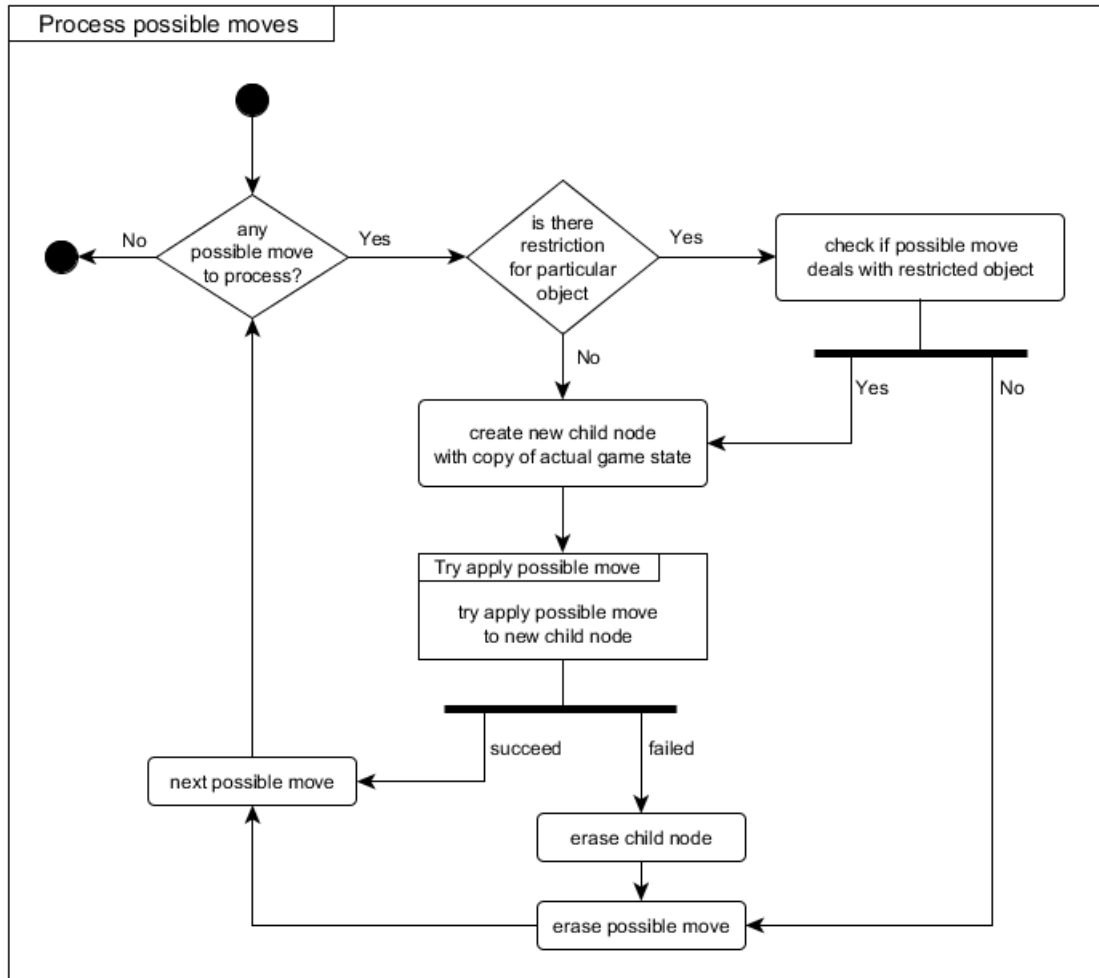 Process possible moves
any
possible move
to process?
No
Yes
is there
restriction
for particular
object
Yes
check if possible move
deals with restricted object
No
Yes
No
create new child node
with copy of actual game state
Try apply possible move
try apply possible move
to new child node
succeed
failed
next possible move
erase child node
erase possible move